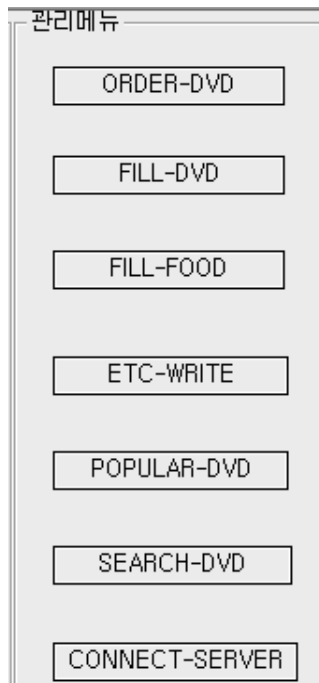 관리메뉴
ORDER-DVD
FILL-DVD
FILL-FOOD
ETC-WRITE
POPULAR-DVD
SEARCH-DVD
CONNECT-SERVER